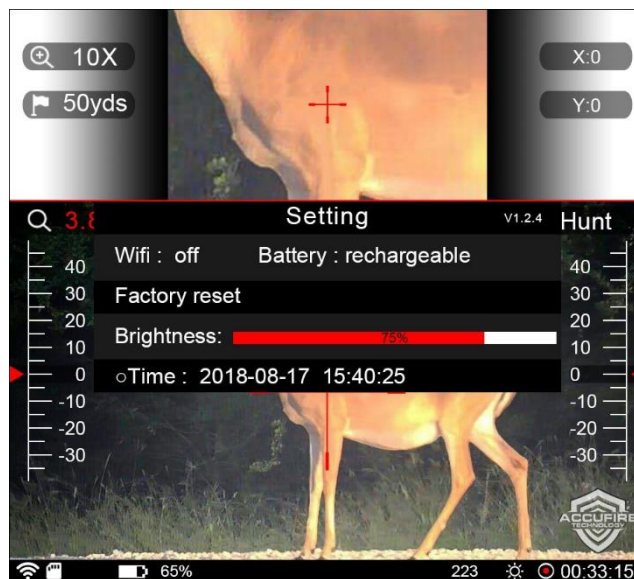 10X
X:0
50yds
Y:0
3.8
Setting
V1.2.4
Hunt
Wifi : off Battery : rechargeable
Factory reset
Brightness: 75%
○Time : 2018-08-17 15:40:25
40
30
20
10
0
-10
-20
-30
40
30
20
10
0
-10
-20
-30
ACCUFIRE
TECHNOLOGY
65%
223
00:33:15